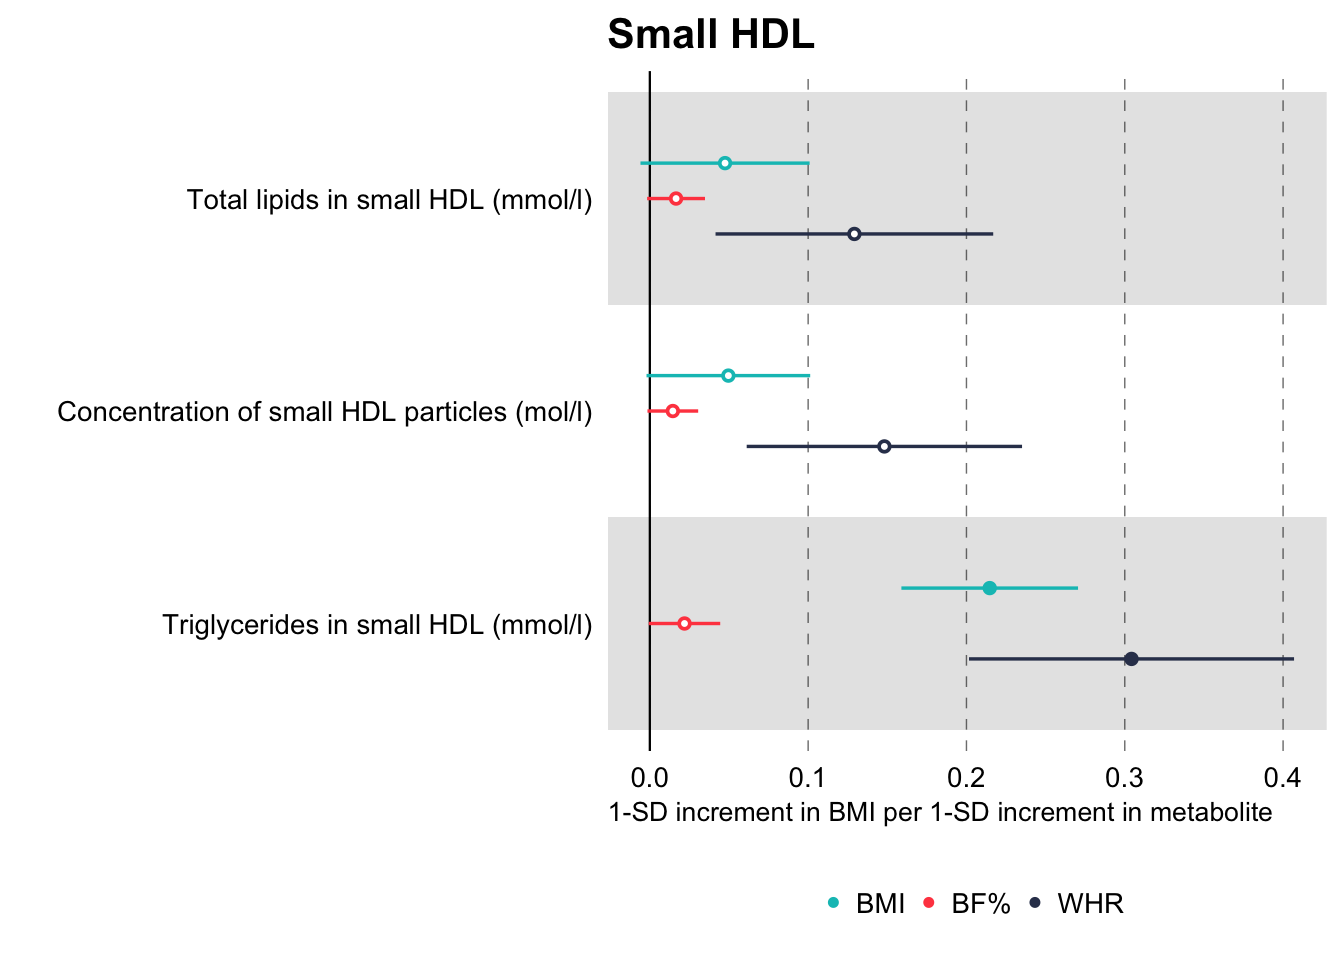 Small HDL
Total lipids in small HDL (mmol/l)
Concentration of small HDL particles (mol/l)
Triglycerides in small HDL (mmol/l)
0.0 0.1 0.2 0.3 0.4
1-SD increment in BMI per 1-SD increment in metabolite
BMI BF% WHR